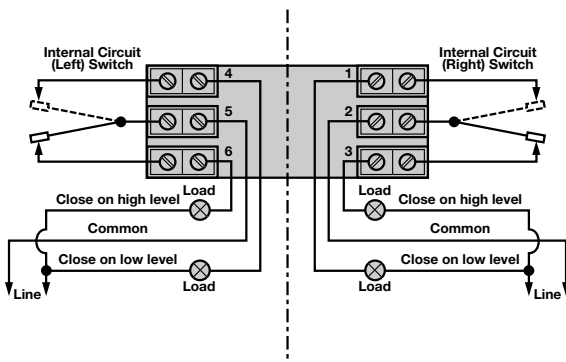 Internal Circuit
(Left) Switch
4
5
6
Load
Close on high level
Common
Close on low level
Load
Line
Internal Circuit
(Right) Switch
1
2
3
Load
Close on high level
Common
Close on low level
Load
Line